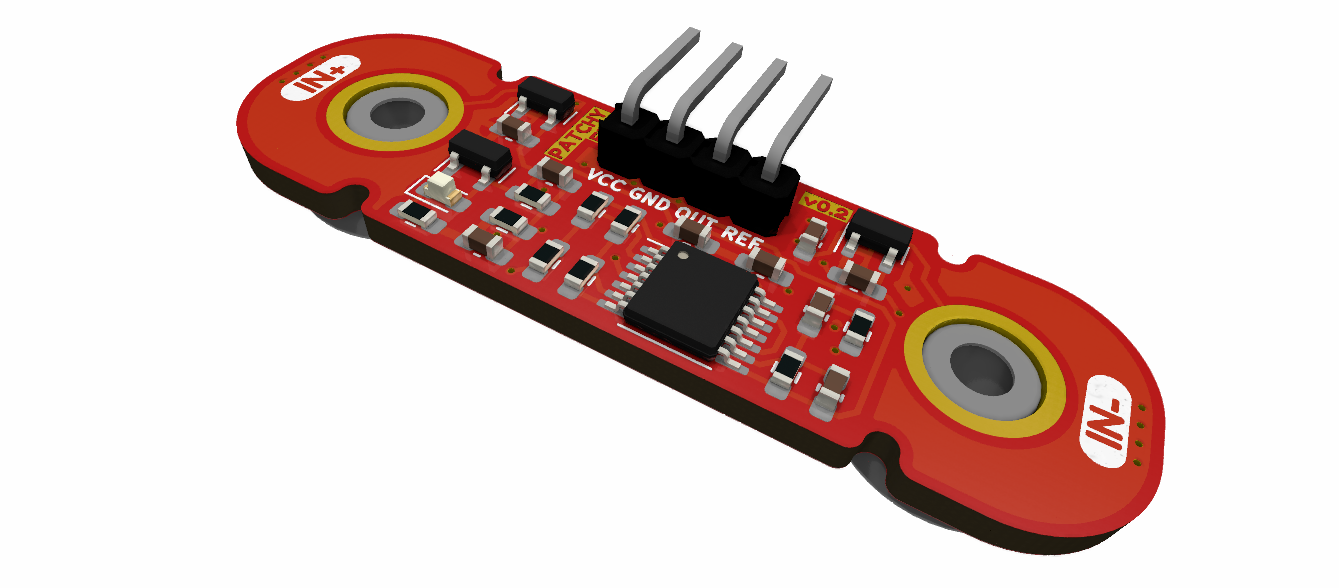 IN+
PATCHY
VCC GND OUT REF
v0.2
IN-